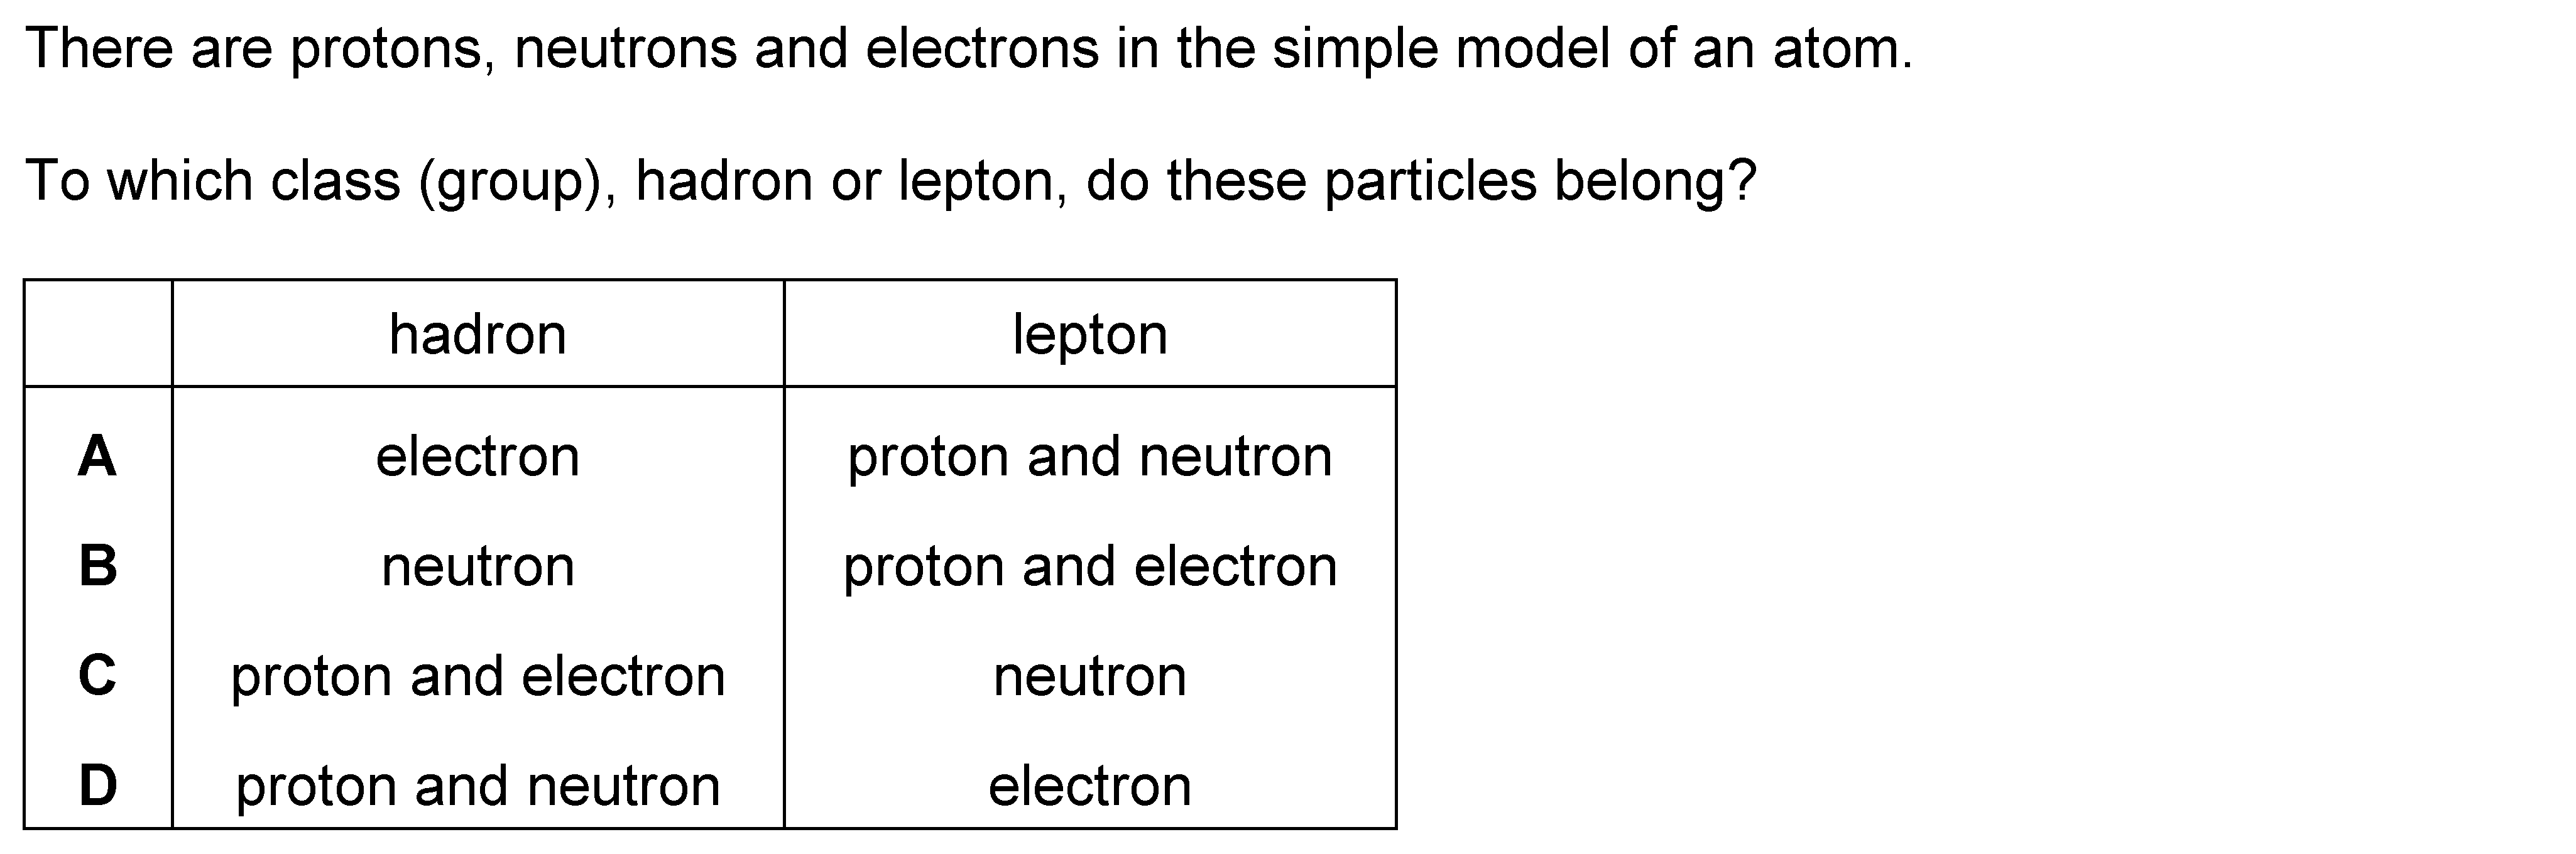 There are protons, neutrons and electrons in the simple model of an atom.
To which class (group), hadron or lepton, do these particles belong?
hadron lepton
A electron proton and neutron
B neutron proton and electron
C proton and electron neutron
D proton and neutron electron